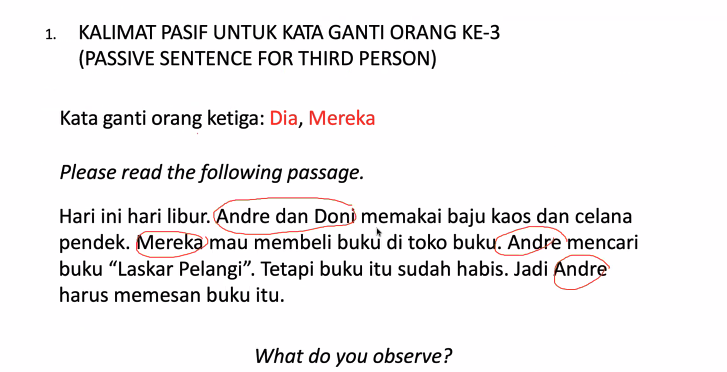 1. KALIMAT PASIF UNTUK KATA GANTI ORANG KE-3
(PASSIVE SENTENCE FOR THIRD PERSON)
Kata ganti orang ketiga: Dia, Mereka
Please read the following passage.
Hari ini hari libur. Andre dan Doni memakai baju kaos dan celana
pendek. Mereka mau membeli buku di toko buku. Andre mencari
buku “Laskar Pelangi”. Tetapi buku itu sudah habis. Jadi Andre
harus memesan buku itu.
What do you observe?